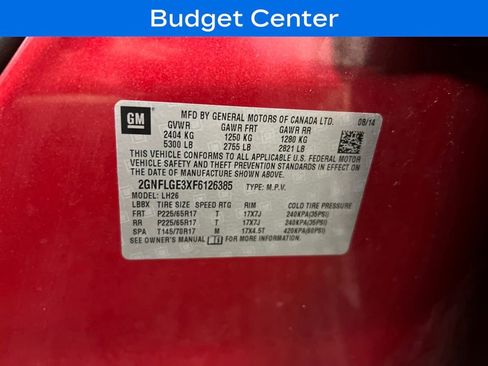 Budget Center
GM
MFD BY GENERAL MOTORS OF CANADA LTD. 08/14
GVWR GAWR FRT GAWR RR
2404 KG 1250 KG 1280 KG
5300 LB 2755 LB 2821 LB
THIS VEHICLE CONFORMS TO ALL APPLICABLE U.S. FEDERAL MOTOR
VEHICLE SAFETY AND THEFT PREVENTION STANDARDS IN EFFECT ON
THE DATE OF MANUFACTURE SHOWN ABOVE.
2GNFLGE3XF6126385 TYPE: M.P.V.
MODEL: LH26
LBBX TIRE SIZE SPEED RTG RIM COLD TIRE PRESSURE
FRT P225/65R17 T 17X7J 240KPA(35PSI)
RR P225/65R17 T 17X7J 240KPA(35PSI)
SPA T145/70R17 M 17X4.5T 420KPA(60PSI)
SEE OWNER'S MANUAL FOR MORE INFORMATION.